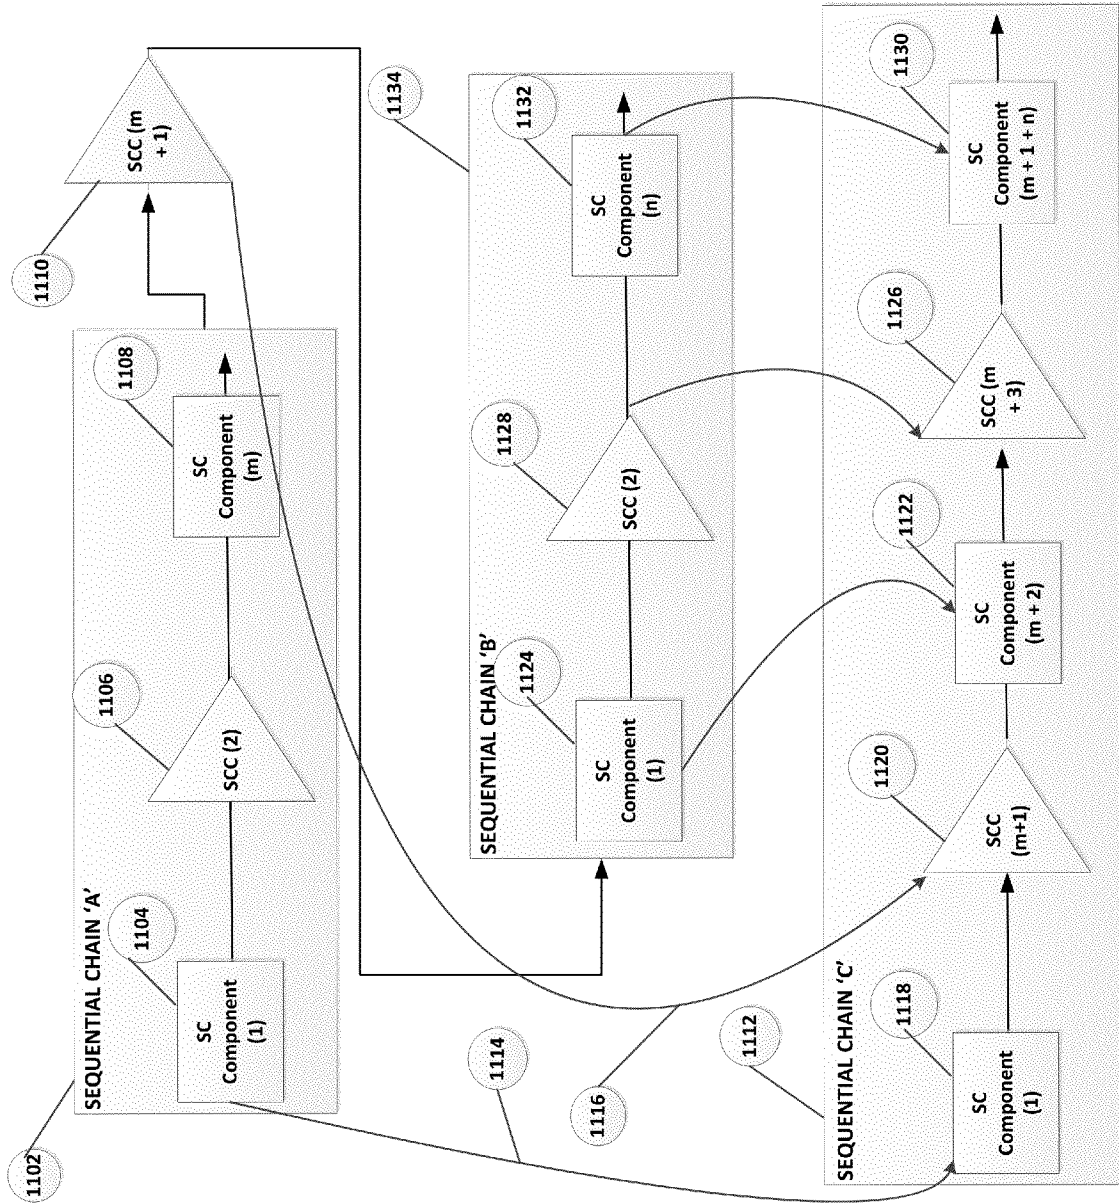 1102
SEQUENTIAL CHAIN 'A'
1104
SC
Component
(1)
1106
SCC (2)
1108
SC
Component
(m)
1110
SCC (m
+ 1)
1114
1116
1134
SEQUENTIAL CHAIN 'B'
1124
SC
Component
(1)
1128
SCC (2)
1132
SC
Component
(n)
1112
SEQUENTIAL CHAIN 'C'
1118
SC
Component
(1)
1120
SCC
(m+1)
1122
SC
Component
(m + 2)
1126
SCC (m
+ 3)
1130
SC
Component
(m + 1 + n)